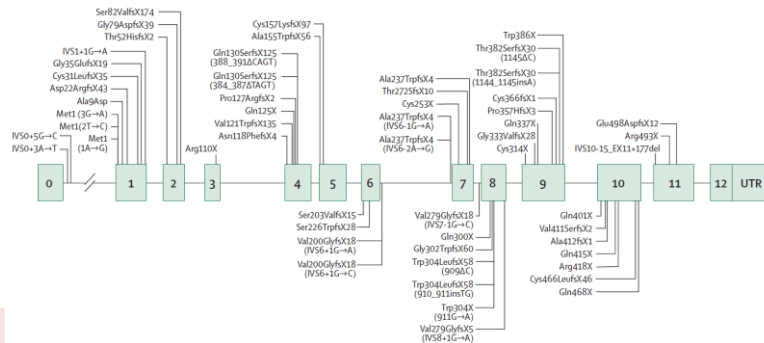 Ser82ValfsX174
Gly79AspfsX39
Thr52HisfsX2
IVS1+1G→A
Gly35GlufsX19
Cys31LeufsX35
Asp22ArgfsX43
Ala9Asp
Met1 (3G→A)
Met1(2T→C)
Met1
(1A→G)
IVS0+5G→C
IVS0+3A→T
Arg110X
Cys157LysfsX97
Ala155TrpfsX56
Gln130SerfsX125
(388_391ΔCAGT)
Gln130SerfsX125
(384_387ΔTAGT)
Pro127ArgfsX2
Gln125X
Val121TrpfsX135
Asn118PhefsX4
Ala237TrpfsX4
Thr272SfsX10
Cys253X
Ala237TrpfsX4
(IVS6-1G→A)
Ala237TrpfsX4
(IVS6-2A→G)
Trp386X
Thr382SerfsX30
(1145ΔC)
Thr382SerfsX30
(1144_1145insA)
Cys366fsX1
Pro357HfsX3
Gln337X
Gly333ValfsX28
Cys314X
Glu498AspfsX12
Arg493X
IVS10-15_EX11+177del
0 1 2 3 4 5 6 7 8 9 10 11 12 UTR
Ser203ValfsX15
Ser226TrpfsX28
Val200GlyfsX18
(IVS6+1G→A)
Val200GlyfsX18
(IVS6+1G→C)
Val279GlyfsX18
(IVS7-1G→C)
Gln300X
Gly302TrpfsX60
Trp304LeufsX58
(909ΔC)
Trp304LeufsX58
(910_911insTG)
Trp304X
(911G→A)
Val279GlyfsX5
(IVS8+1G→A)
Gln401X
Val411SerfsX2
Ala412fsX1
Gln415X
Arg418X
Cys466LeufsX46
Gln468X